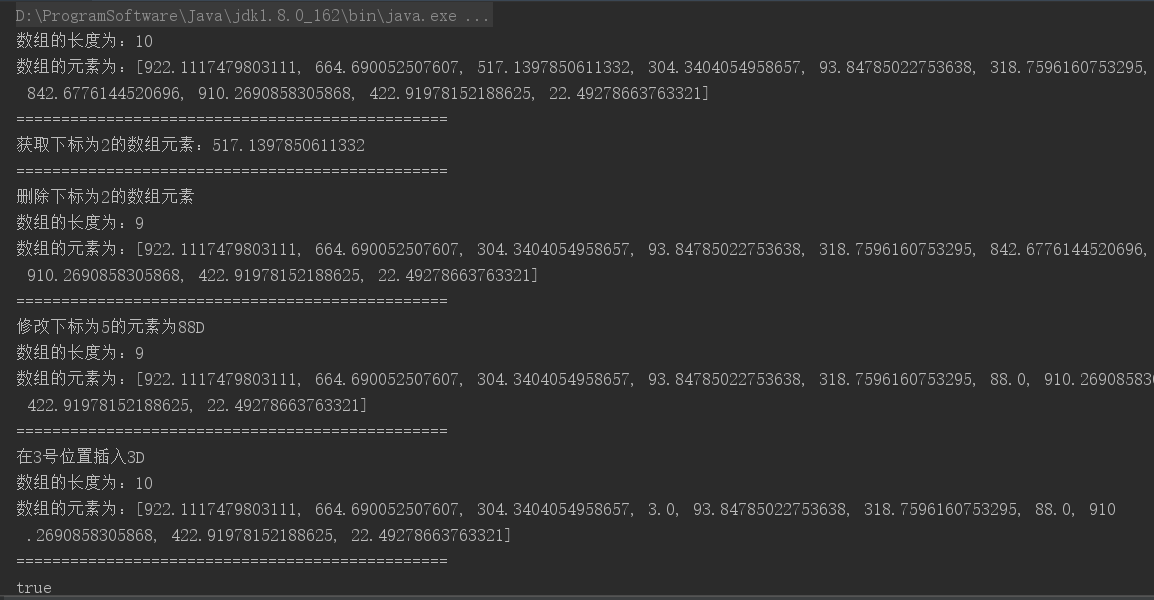 D:\ProgramSoftware\Java\jdk1.8.0_162\bin\java.exe ...
数组的长度为：10
数组的元素为：[922.1117479803111, 664.690052507607, 517.1397850611332, 304.3404054958657, 93.84785022753638, 318.7596160753295,
842.6776144520696, 910.2690858305868, 422.91978152188625, 22.49278663763321]
================================================
获取下标为2的数组元素：517.1397850611332
================================================
删除下标为2的数组元素
数组的长度为：9
数组的元素为：[922.1117479803111, 664.690052507607, 304.3404054958657, 93.84785022753638, 318.7596160753295, 842.6776144520696,
910.2690858305868, 422.91978152188625, 22.49278663763321]
================================================
修改下标为5的元素为88D
数组的长度为：9
数组的元素为：[922.1117479803111, 664.690052507607, 304.3404054958657, 93.84785022753638, 318.7596160753295, 88.0, 910.26908583
422.91978152188625, 22.49278663763321]
================================================
在3号位置插入3D
数组的长度为：10
数组的元素为：[922.1117479803111, 664.690052507607, 304.3404054958657, 3.0, 93.84785022753638, 318.7596160753295, 88.0, 910
.2690858305868, 422.91978152188625, 22.49278663763321]
================================================
true